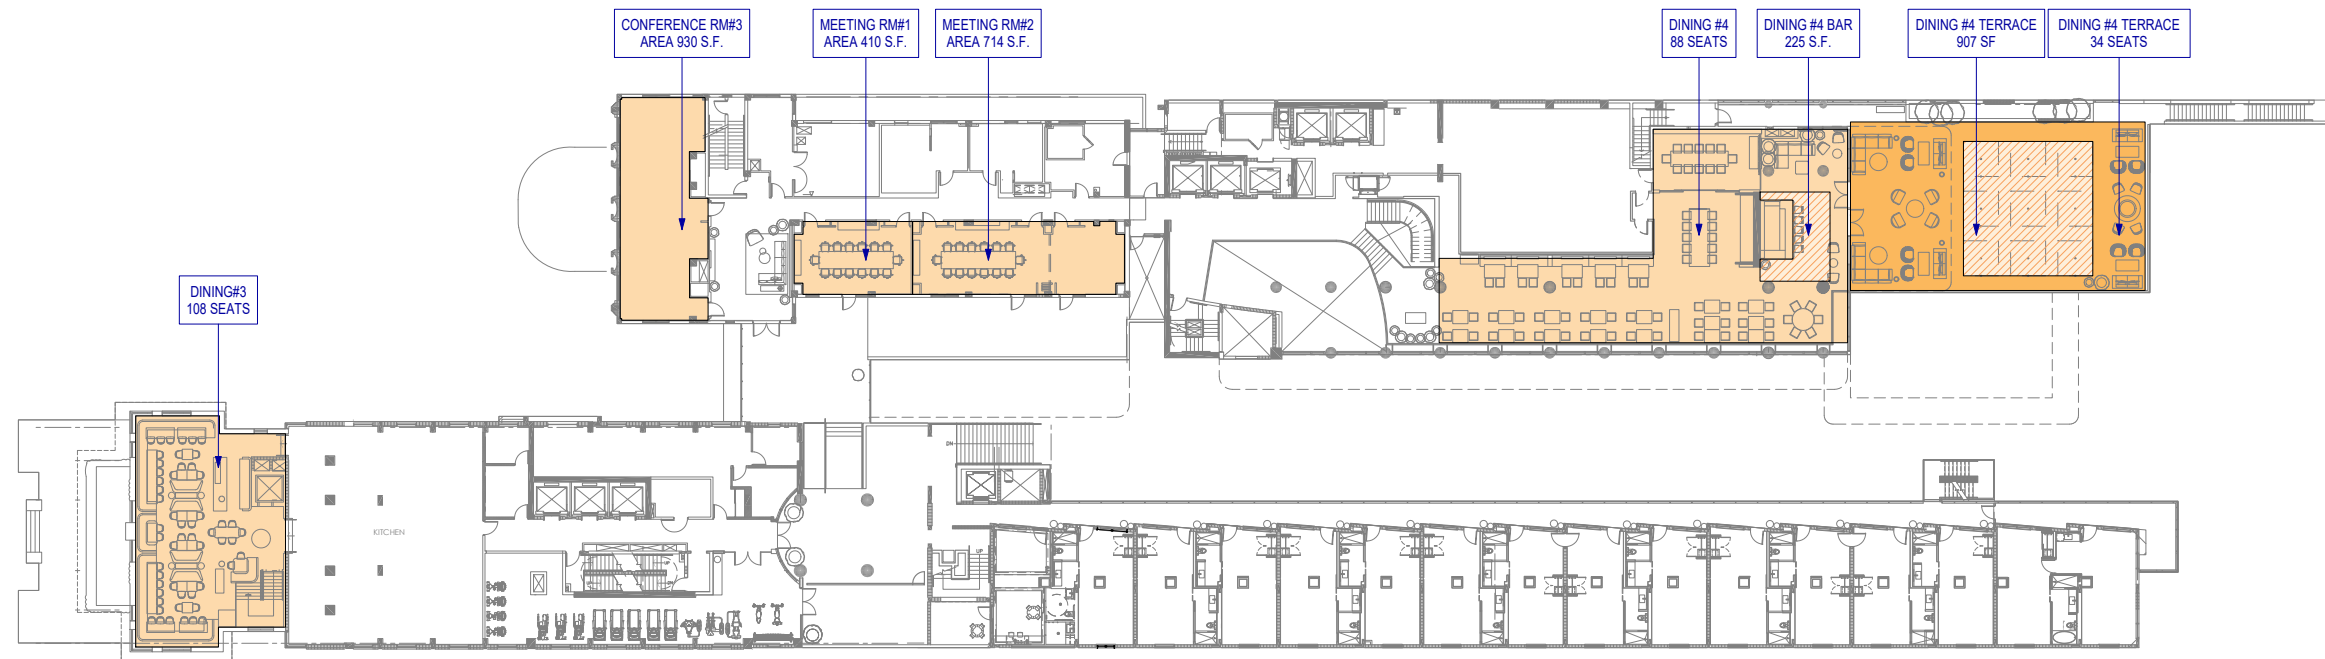 CONFERENCE RM#3
AREA 930 S.F.
MEETING RM#1
AREA 410 S.F.
MEETING RM#2
AREA 714 S.F.
DINING #4
88 SEATS
DINING #4 BAR
225 S.F.
DINING #4 TERRACE
907 SF
DINING #4 TERRACE
34 SEATS
DINING#3
108 SEATS
KITCHEN
DN
UP